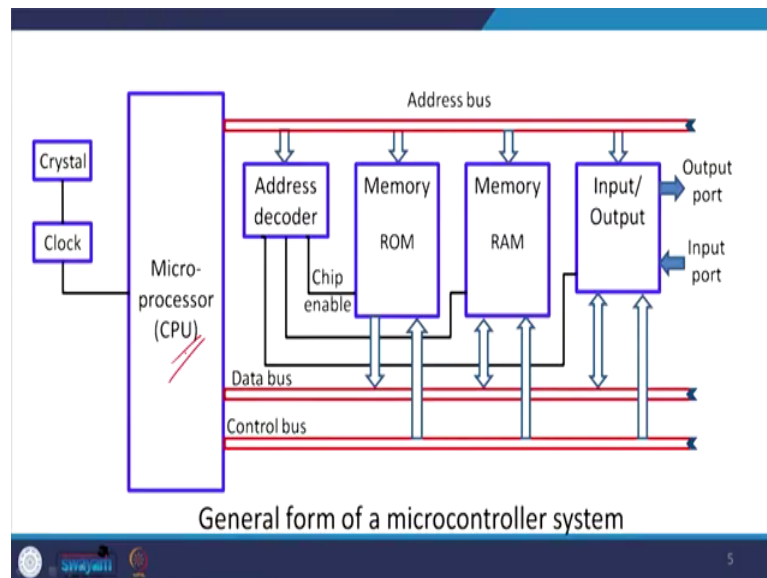 Address bus
Crystal
Clock
Micro-
processor
(CPU)
Address
decoder
Memory
ROM
Memory
RAM
Input/
Output
Output
port
Input
port
Chip
enable
Data bus
Control bus
General form of a microcontroller system
swayam
5